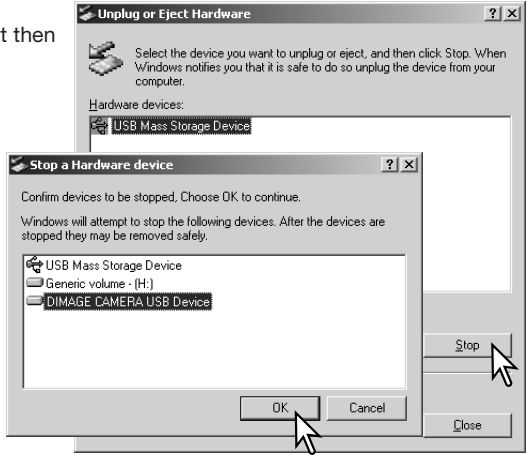 t then
Unplug or Eject Hardware
Select the device you want to unplug or eject, and then click Stop. When
Windows notifies you that it is safe to do so unplug the device from your
computer.
Hardware devices:
USB Mass Storage Device
Stop a Hardware device
Confirm devices to be stopped, Choose OK to continue.
Windows will attempt to stop the following devices. After the devices are
stopped they may be removed safely.
USB Mass Storage Device
Generic volume - (H:)
DIMAGE CAMERA USB Device
OK
Cancel
Stop
Close